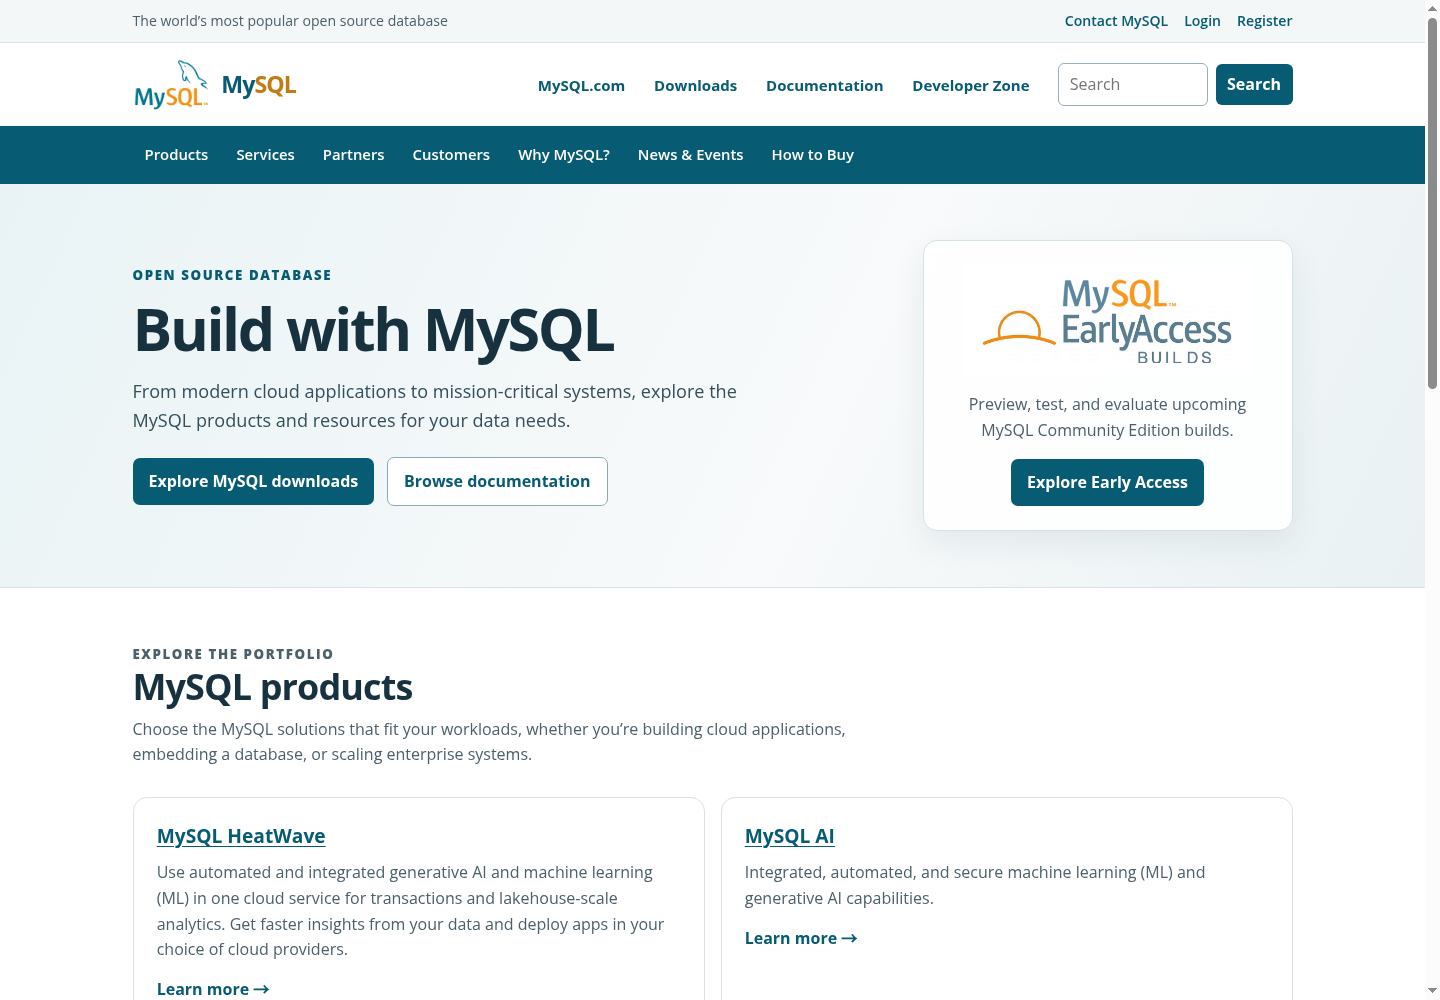 The world’s most popular open source database
Contact MySQL Login Register
MySQL™ MySQL
MySQL.com Downloads Documentation Developer Zone Search Search
Products Services Partners Customers Why MySQL? News & Events How to Buy
OPEN SOURCE DATABASE
Build with MySQL
From modern cloud applications to mission-critical systems, explore the
MySQL products and resources for your data needs.
Explore MySQL downloads Browse documentation
MySQL™
EarlyAccess
BUILDS
Preview, test, and evaluate upcoming
MySQL Community Edition builds.
Explore Early Access
EXPLORE THE PORTFOLIO
MySQL products
Choose the MySQL solutions that fit your workloads, whether you’re building cloud applications,
embedding a database, or scaling enterprise systems.
MySQL HeatWave
Use automated and integrated generative AI and machine learning
(ML) in one cloud service for transactions and lakehouse-scale
analytics. Get faster insights from your data and deploy apps in your
choice of cloud providers.
Learn more →
MySQL AI
Integrated, automated, and secure machine learning (ML) and
generative AI capabilities.
Learn more →